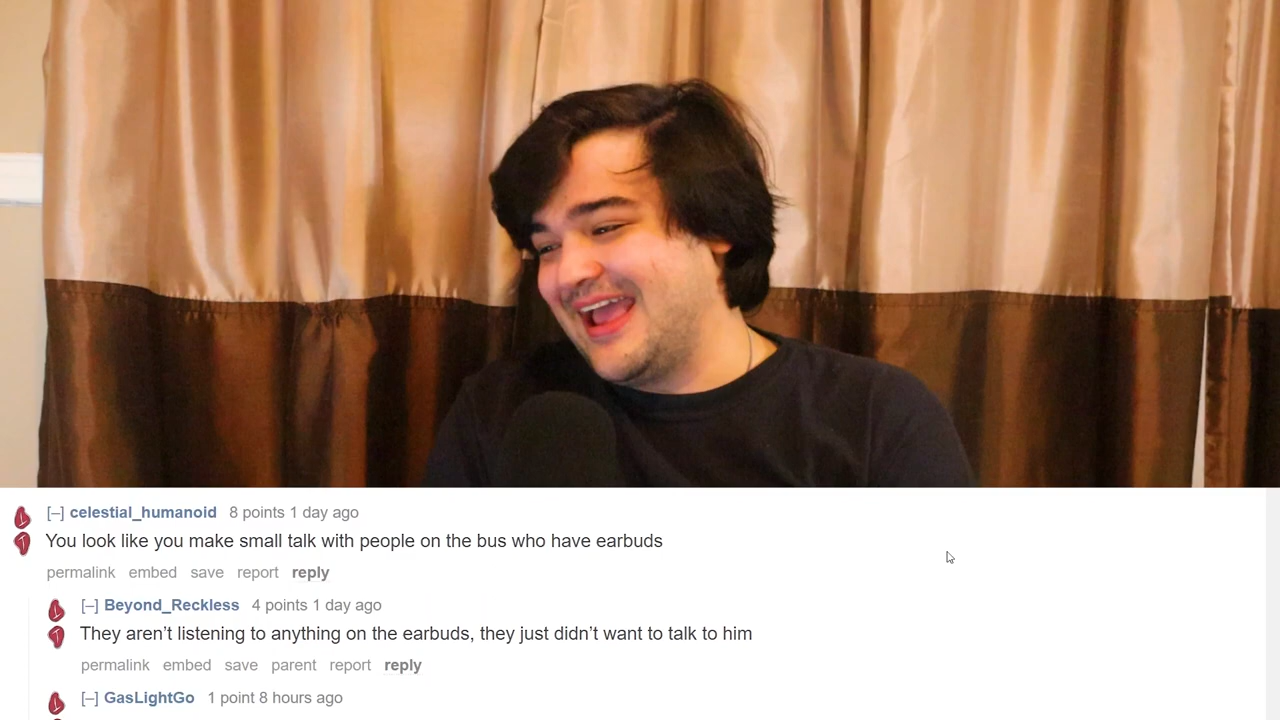 [–] celestial_humanoid 8 points 1 day ago
You look like you make small talk with people on the bus who have earbuds
permalink embed save report reply
[–] Beyond_Reckless 4 points 1 day ago
They aren’t listening to anything on the earbuds, they just didn’t want to talk to him
permalink embed save parent report reply
[–] GasLightGo 1 point 8 hours ago